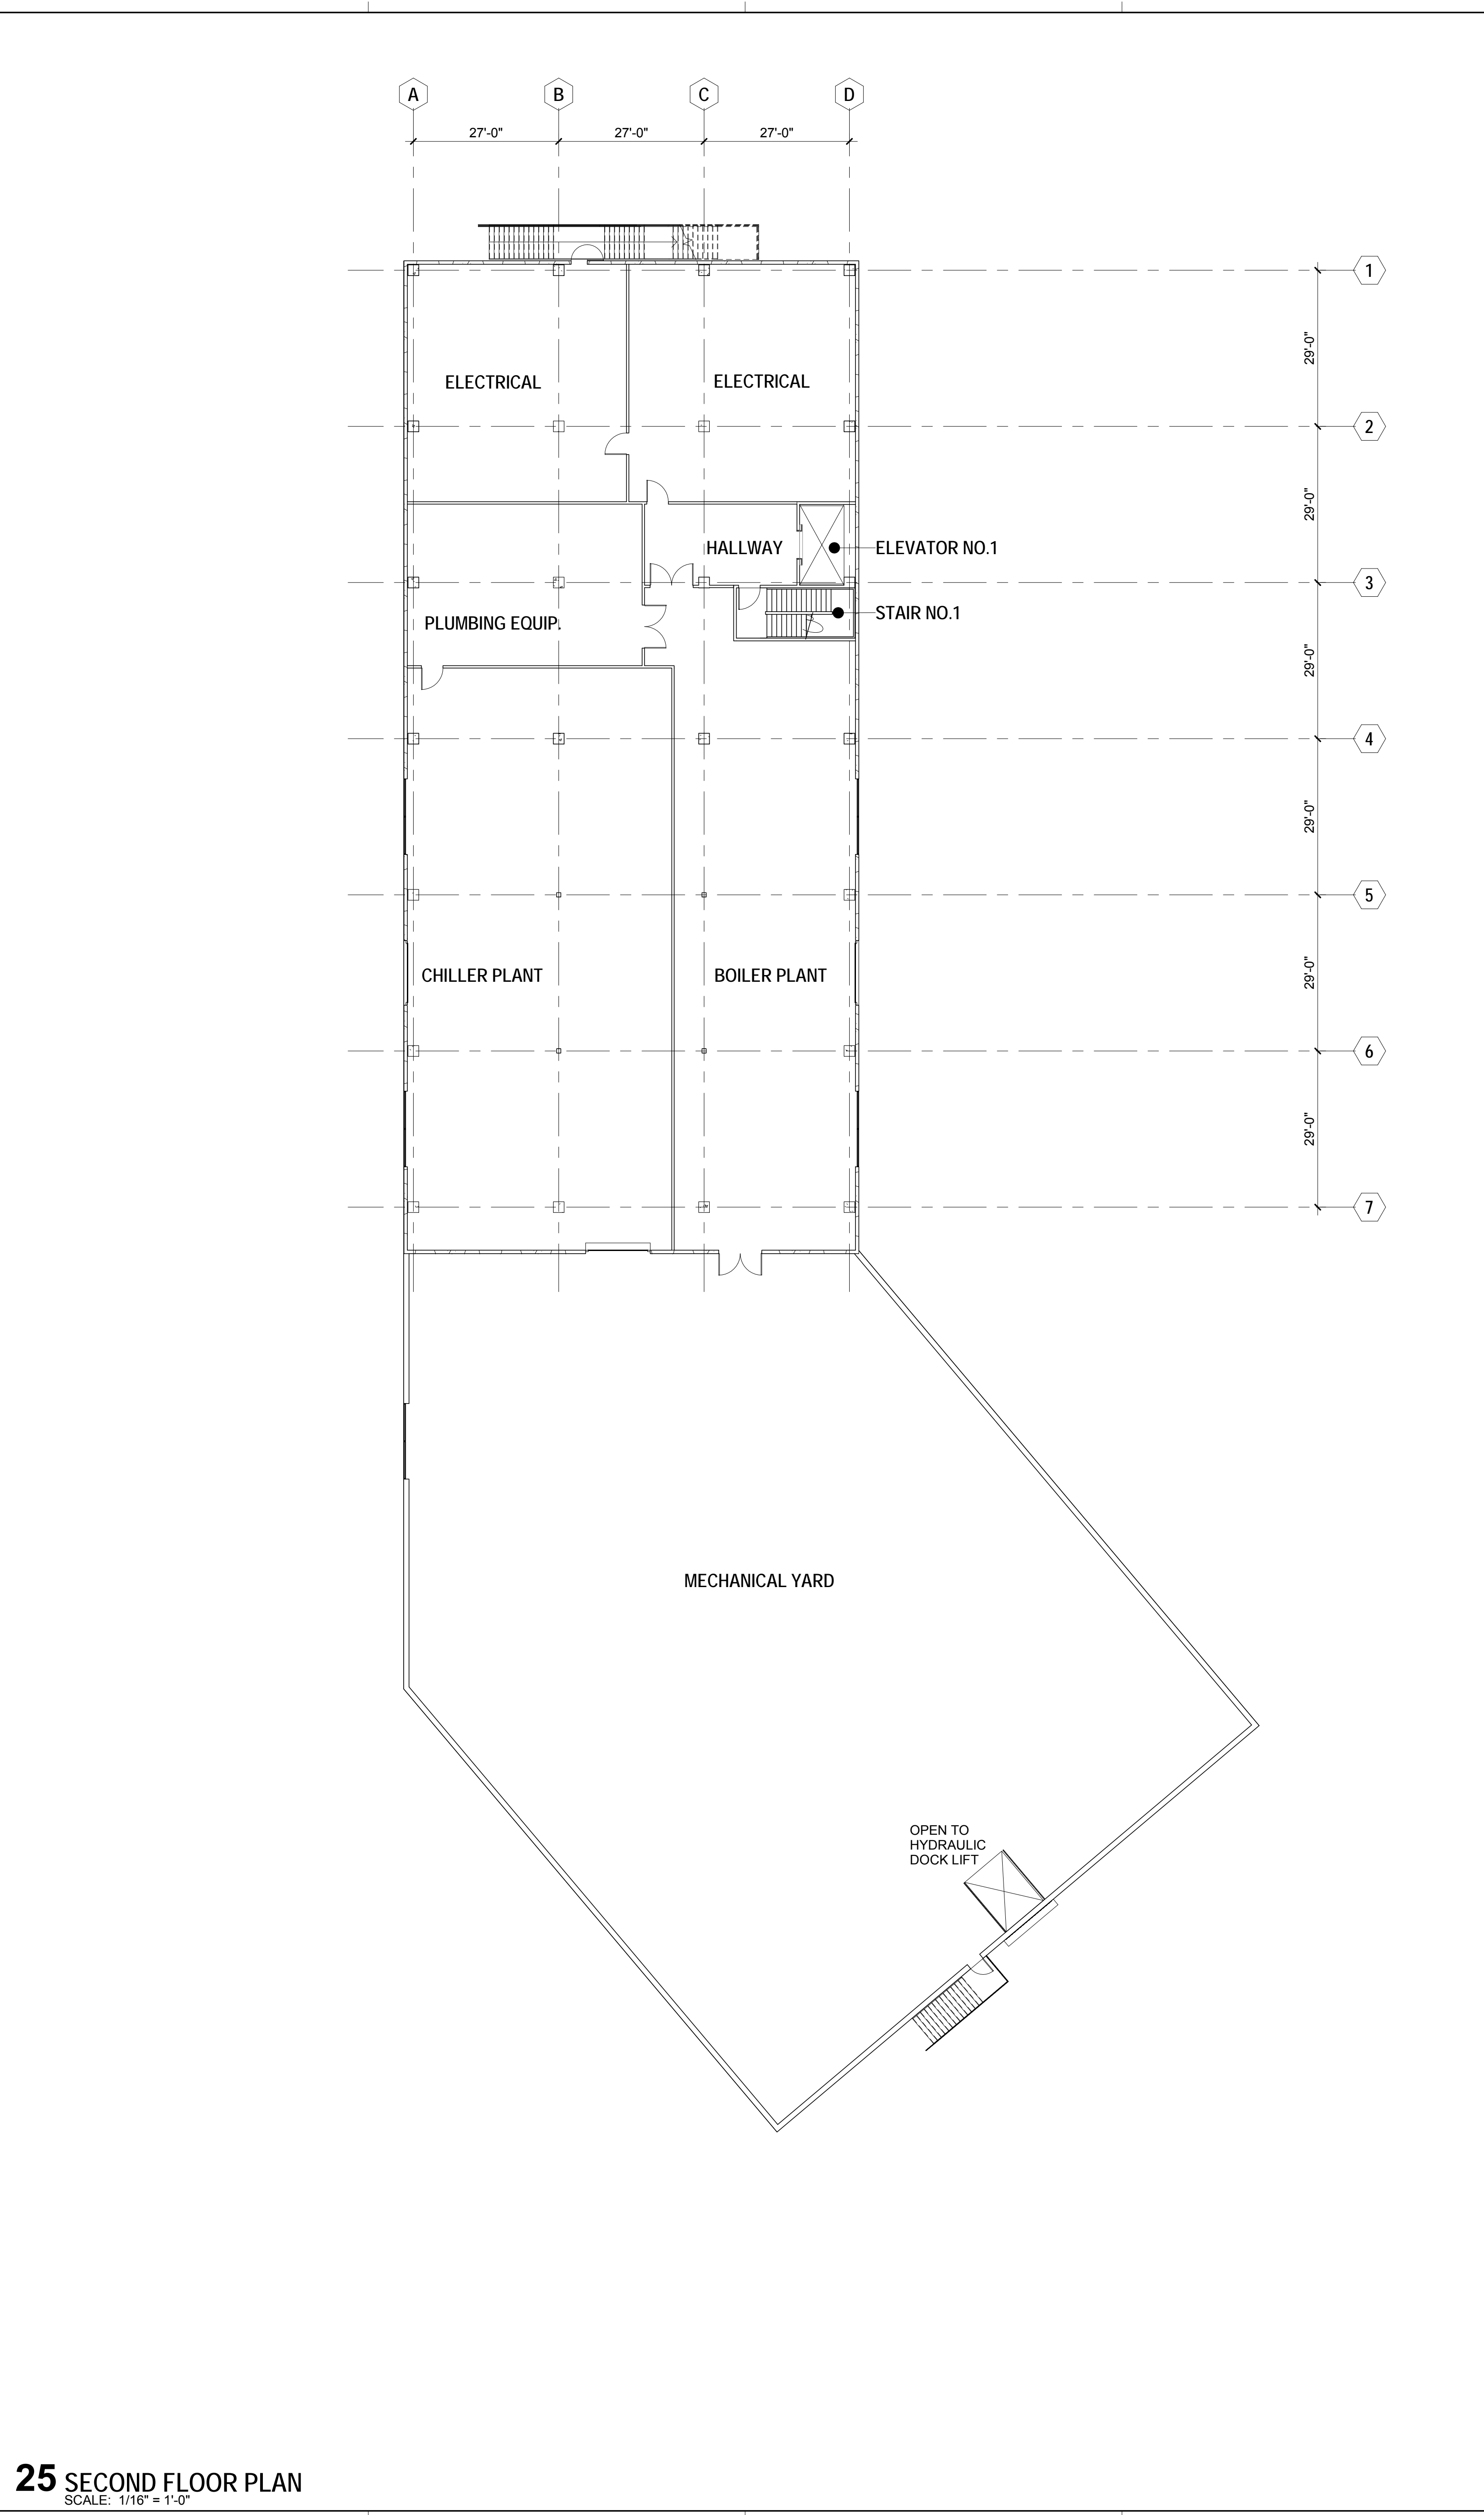 A
B
C
D
27'-0"
27'-0"
27'-0"
1
29'-0"
ELECTRICAL
ELECTRICAL
2
29'-0"
HALLWAY
ELEVATOR NO.1
3
STAIR NO.1
PLUMBING EQUIP.
29'-0"
4
29'-0"
5
CHILLER PLANT
BOILER PLANT
29'-0"
6
29'-0"
7
MECHANICAL YARD
OPEN TO
HYDRAULIC
DOCK LIFT
25 SECOND FLOOR PLAN
SCALE: 1/16" = 1'-0"